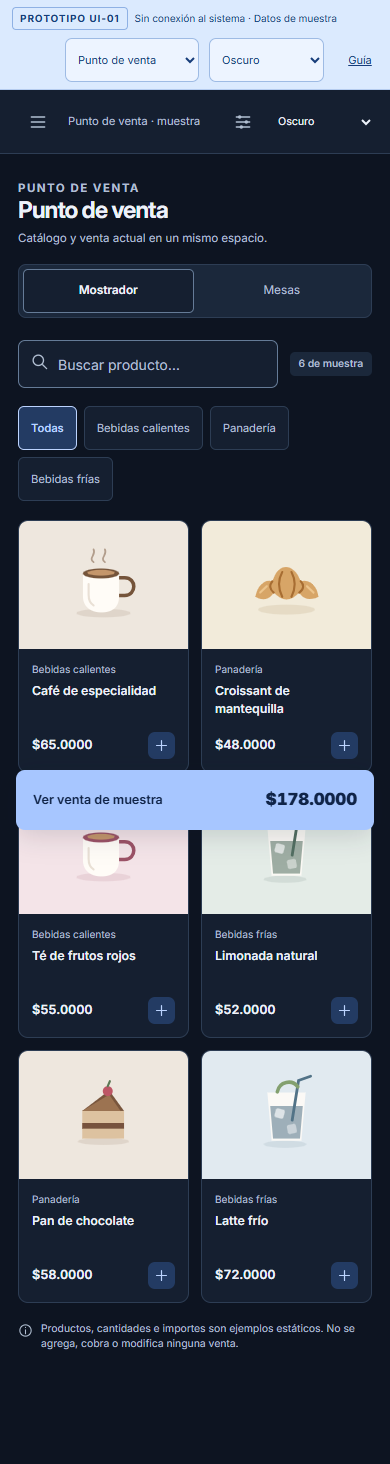 PROTOTIPO UI-01 Sin conexión al sistema · Datos de muestra
Punto de venta Oscuro Guía
Punto de venta · muestra Oscuro
PUNTO DE VENTA
Punto de venta
Catálogo y venta actual en un mismo espacio.
Mostrador Mesas
Buscar producto... 6 de muestra
Todas Bebidas calientes Panadería
Bebidas frías
Bebidas calientes
Café de especialidad
$65.0000
Panadería
Croissant de
mantequilla
$48.0000
Ver venta de muestra $178.0000
Bebidas calientes
Té de frutos rojos
$55.0000
Bebidas frías
Limonada natural
$52.0000
Panadería
Pan de chocolate
$58.0000
Bebidas frías
Latte frío
$72.0000
Productos, cantidades e importes son ejemplos estáticos. No se
agrega, cobra o modifica ninguna venta.